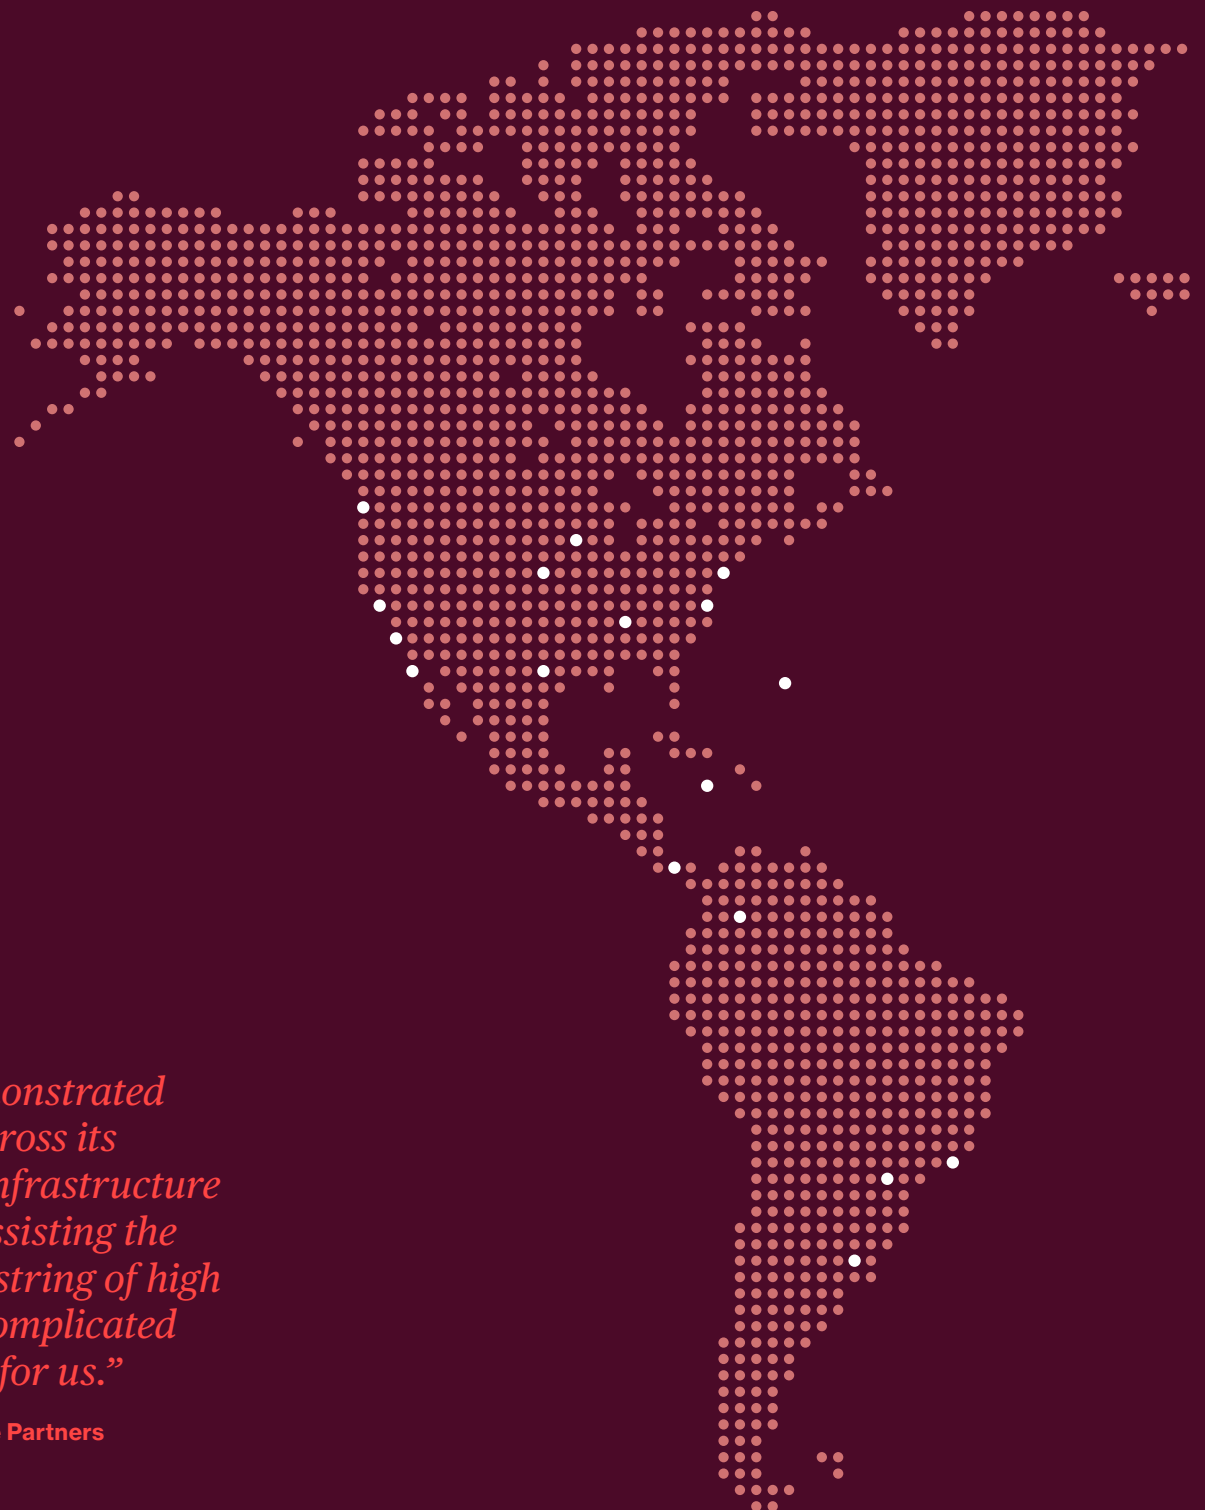 onstrated
ross its
nfrastructure
ssisting the
string of high
omplicated
for us.”
Partners